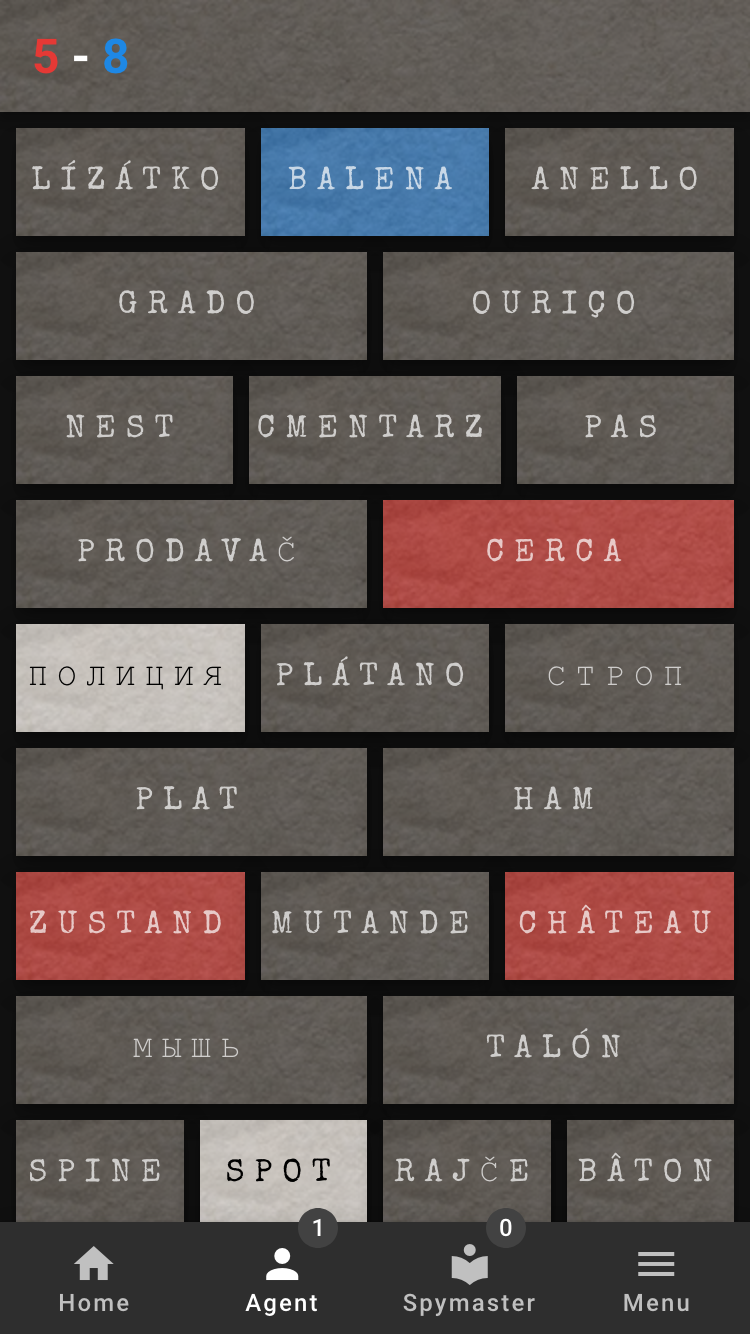 5 - 8
LÍZÁTKO BALENA ANELLO
GRADO OURIÇO
NEST CMENTARZ PAS
PRODAVAČ CERCA
ПОЛИЦИЯ PLÁTANO СТРОП
PLAT HAM
ZUSTAND MUTANDE CHÂTEAU
МЫШЬ TALÓN
SPINE SPOT RAJČE BÂTON
1 0
Home Agent Spymaster Menu